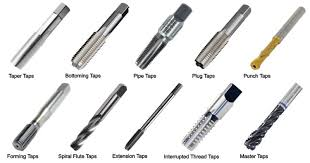 Taper Taps
Bottoming Taps
Pipe Taps
Plug Taps
Punch Taps
Forming Taps
Spiral Flute Taps
Extension Taps
Interrupted Thread Taps
Master Taps